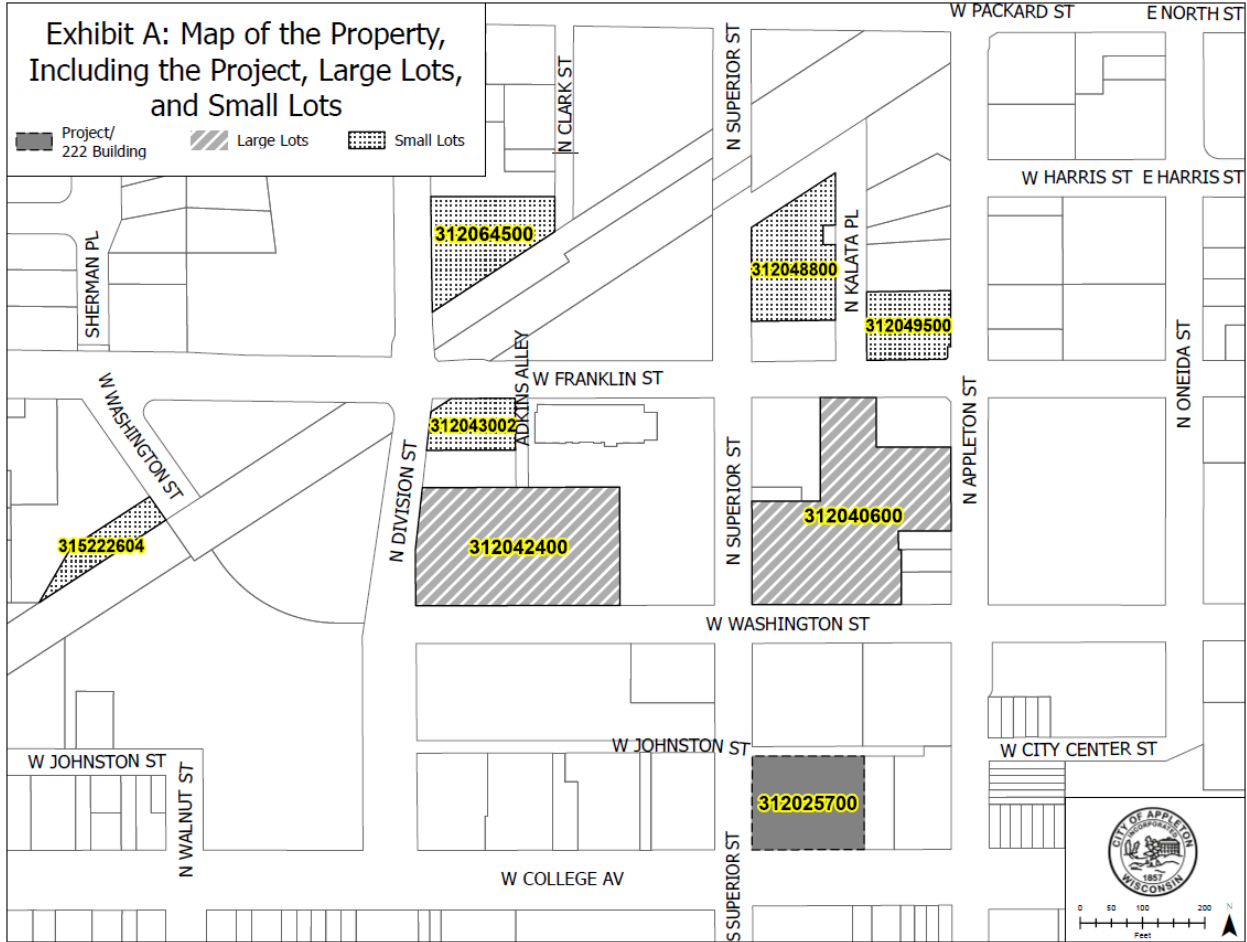 Exhibit A: Map of the Property,
Including the Project, Large Lots,
and Small Lots
Project/
222 Building
Large Lots
Small Lots
W PACKARD ST
E NORTH ST
N CLARK ST
N SUPERIOR ST
W HARRIS ST
E HARRIS ST
SHERMAN PL
312064500
312048800
N KALATA PL
312049500
N ONEIDA ST
ADKINS ALLEY
W FRANKLIN ST
W WASHINGTON ST
312043002
N DIVISION ST
N SUPERIOR ST
N APPLETON ST
312040600
312042400
315222604
W WASHINGTON ST
W JOHNSTON ST
W JOHNSTON ST
W CITY CENTER ST
N WALNUT ST
312025700
S SUPERIOR ST
W COLLEGE AV
CITY OF APPLETON
INCORPORATED
1857
WISCONSIN
0 50 100 200
Feet
N